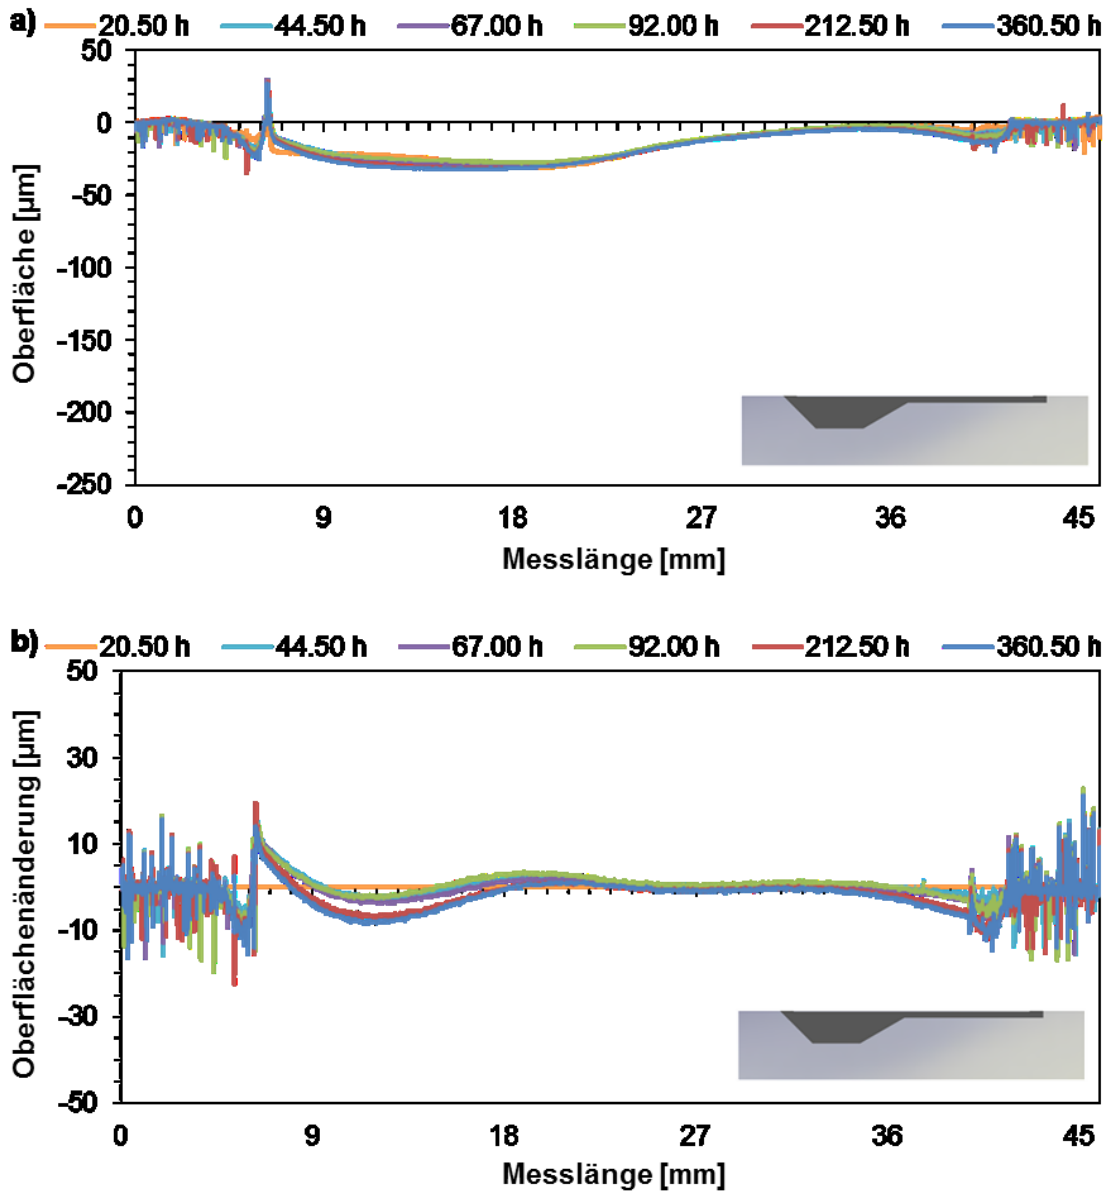 a) 20.50 h 44.50 h 67.00 h 92.00 h 212.50 h 360.50 h
50
0
-50
-100
-150
-200
-250
Oberfläche [µm]
0 9 18 27 36 45
Messlänge [mm]
b) 20.50 h 44.50 h 67.00 h 92.00 h 212.50 h 360.50 h
50
30
10
-10
-30
-50
Oberflächenänderung [µm]
0 9 18 27 36 45
Messlänge [mm]